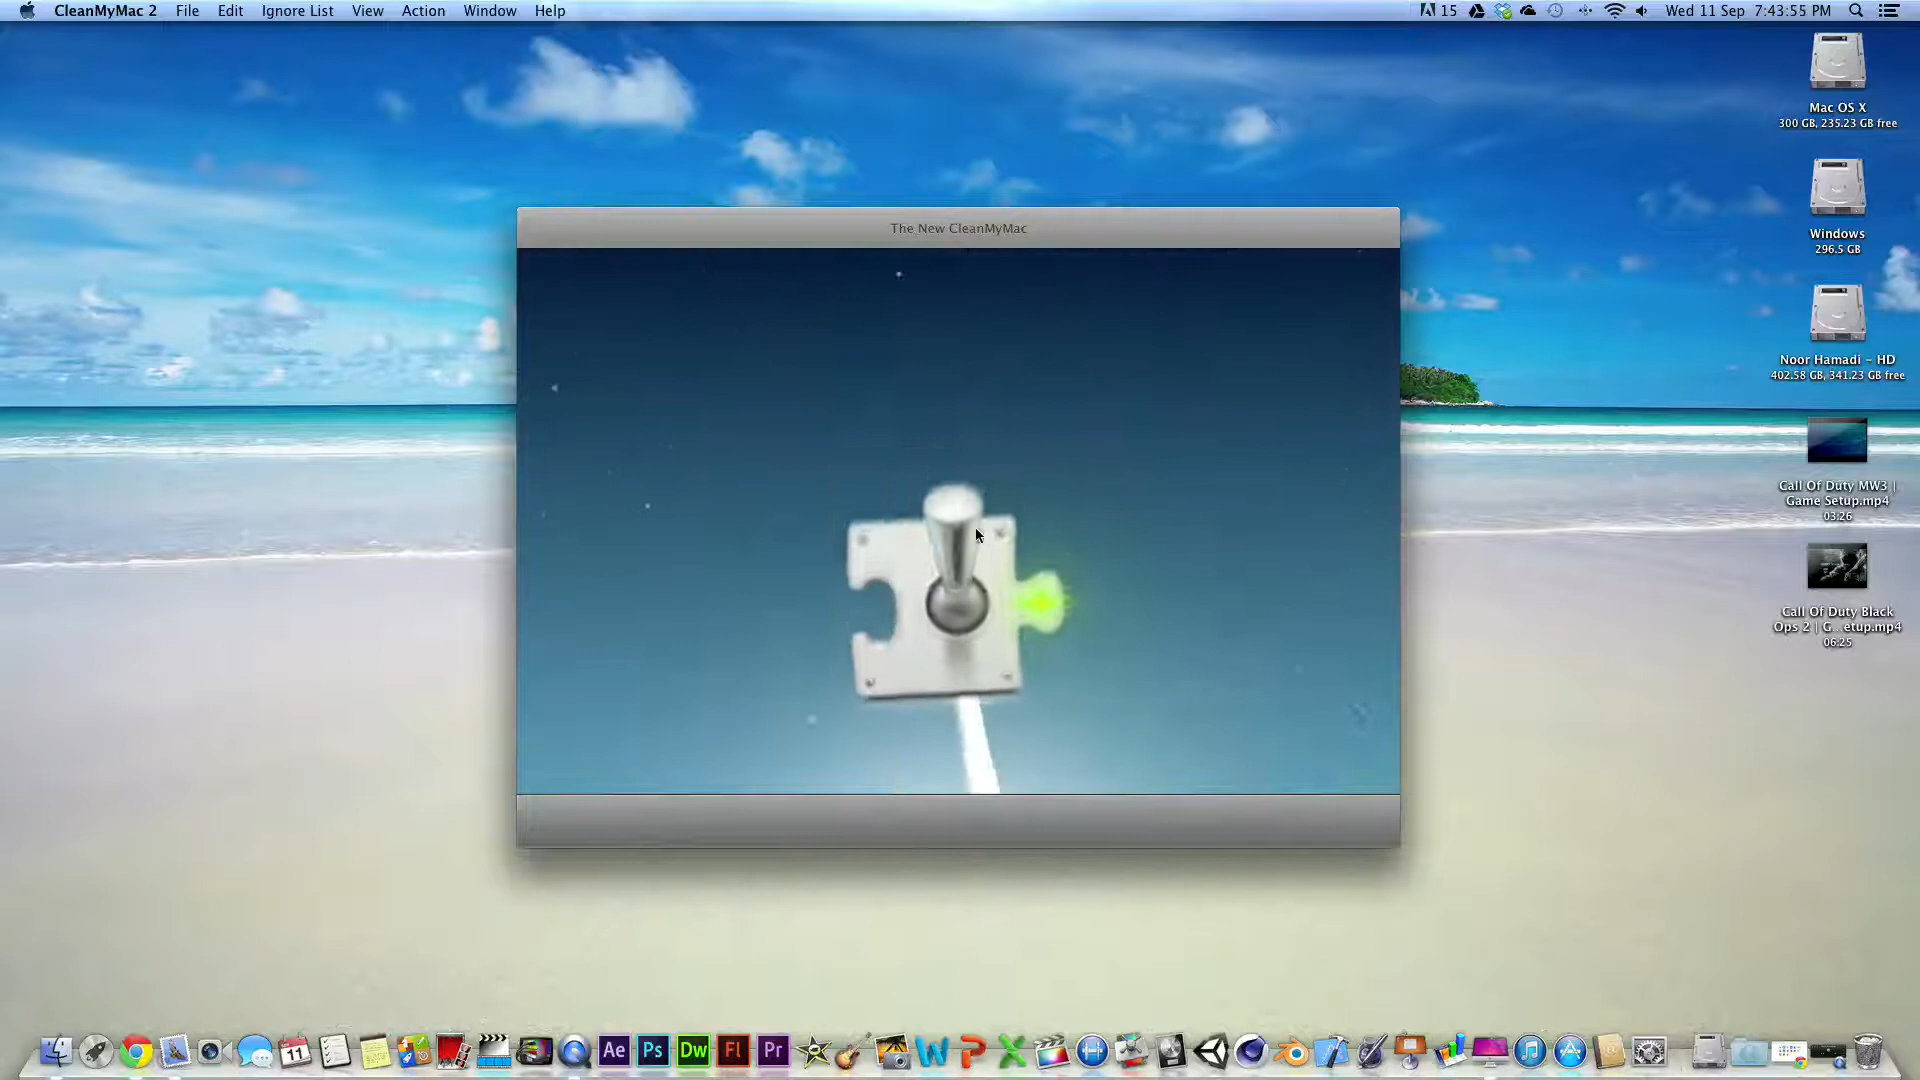 CleanMyMac 2 File Edit Ignore List View Action Window Help 15 Wed 11 Sep 7:43:55 PM
Mac OS X
300 GB, 235.23 GB free
Windows
296.5 GB
The New CleanMyMac
Noor Hamadi - HD
402.58 GB, 341.23 GB free
Call Of Duty MW3 |
Game Setup.mp4
03:26
Call Of Duty Black
Ops 2 | G...etup.mp4
06:25
11 Ae Ps Dw Fl Pr